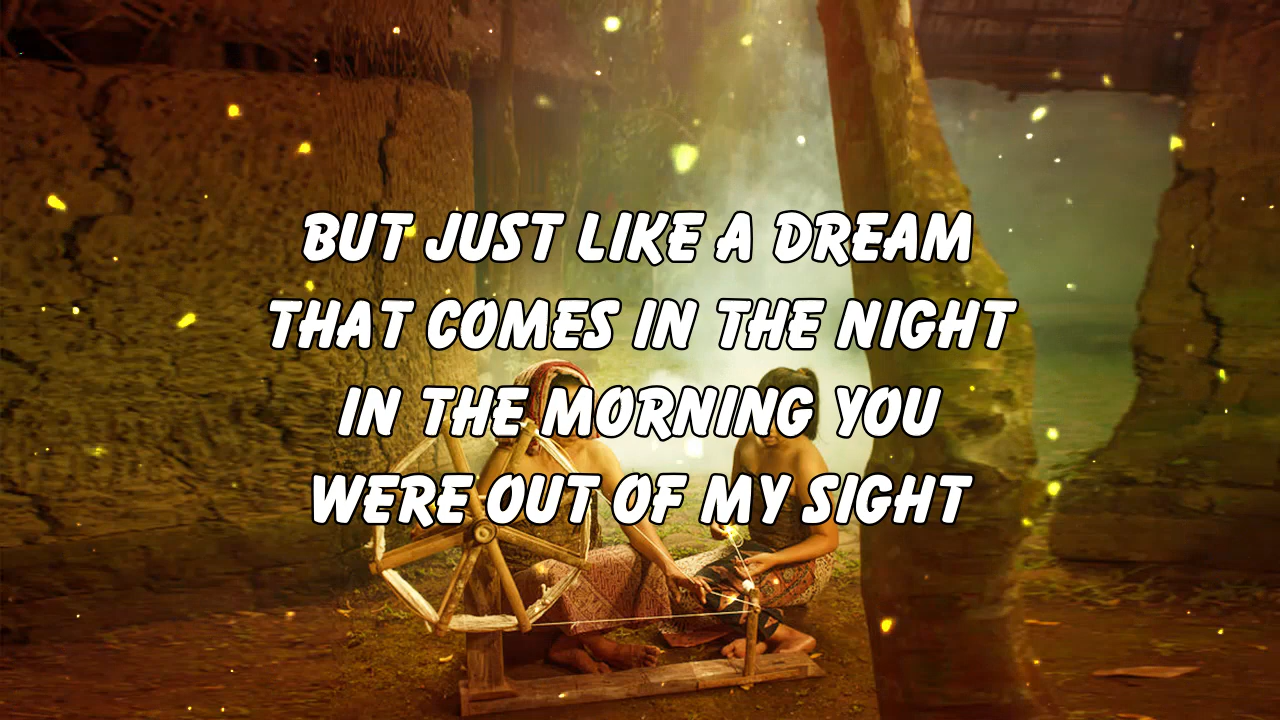 BUT JUST LIKE A DREAM
THAT COMES IN THE NIGHT
IN THE MORNING YOU
WERE OUT OF MY SIGHT